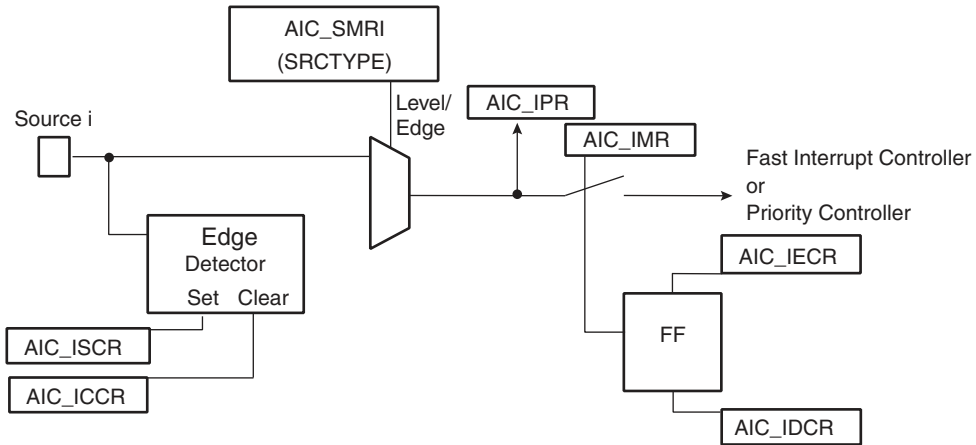 AIC_SMRI
(SRCTYPE)
Source i
Level/
Edge
AIC_IPR
AIC_IMR
Fast Interrupt Controller
or
Priority Controller
Edge
Detector
Set Clear
AIC_ISCR
AIC_ICCR
AIC_IECR
FF
AIC_IDCR